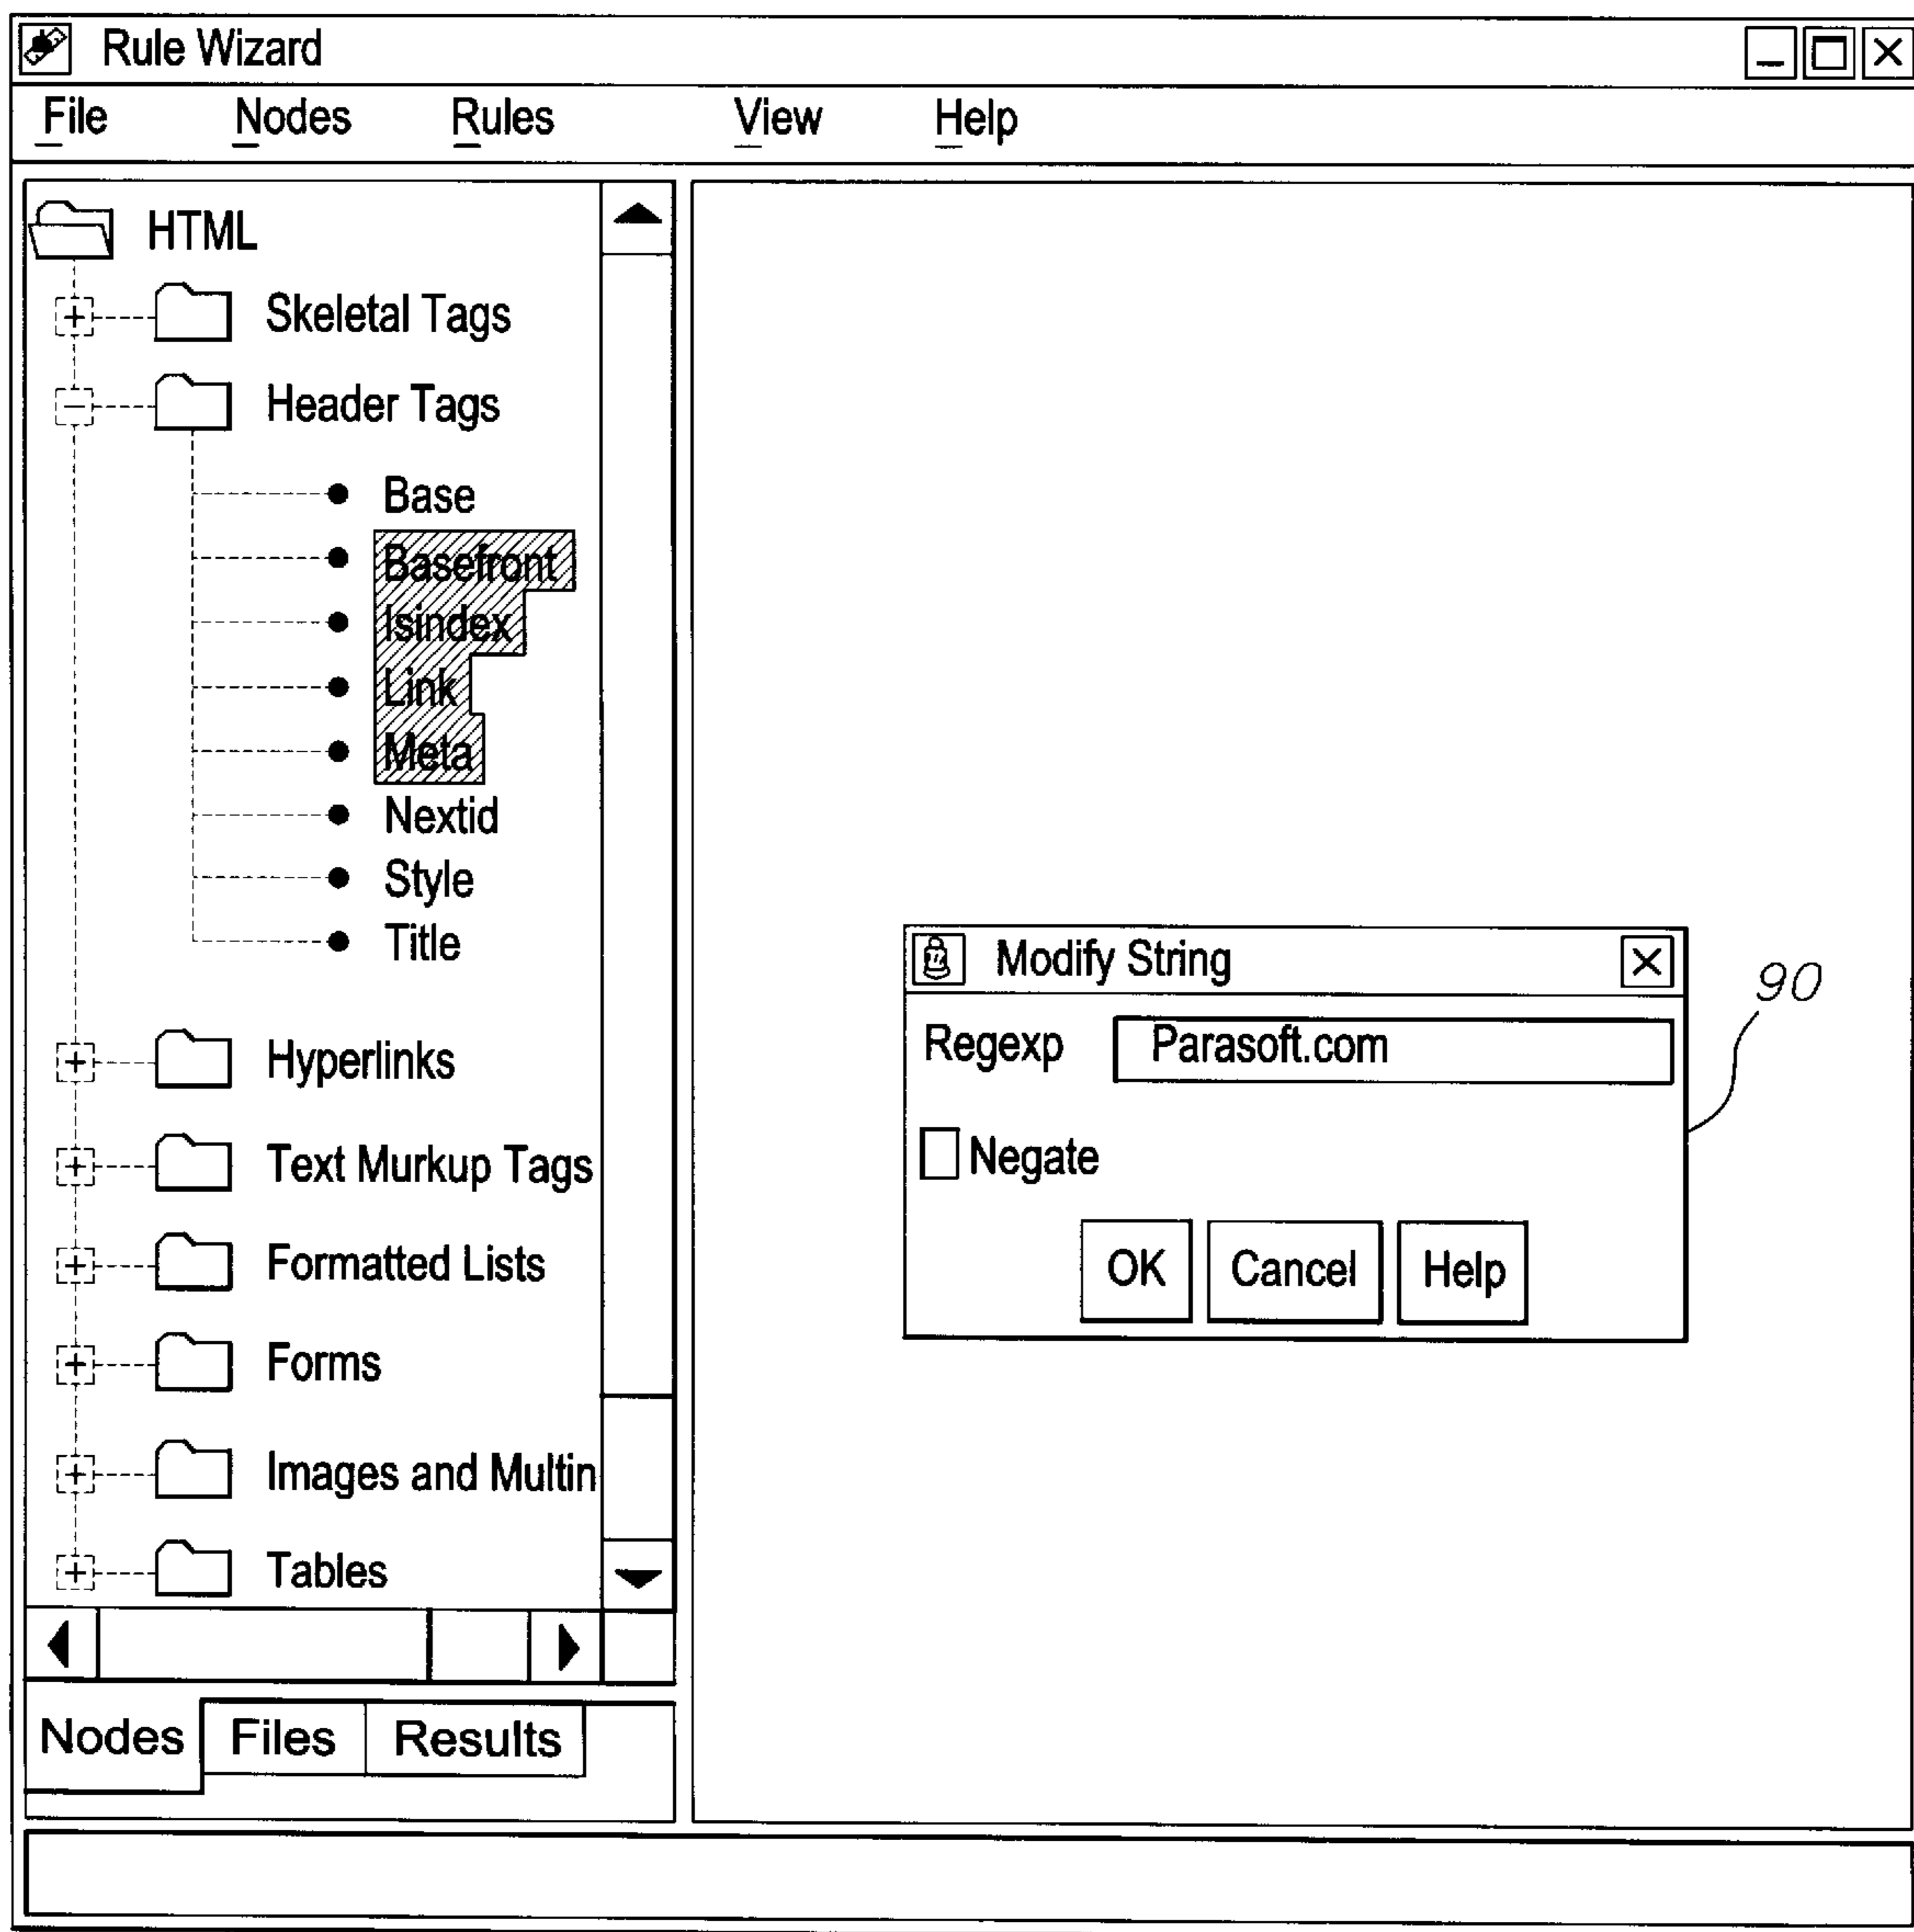 Rule Wizard
File Nodes Rules View Help
HTML
Skeletal Tags
Header Tags
Base
Basefront
Isindex
Link
Meta
Nextid
Style
Title
Hyperlinks
Text Murkup Tags
Formatted Lists
Forms
Images and Multin
Tables
Nodes Files Results
Modify String
Regexp Parasoft.com
Negate
OK Cancel Help
90